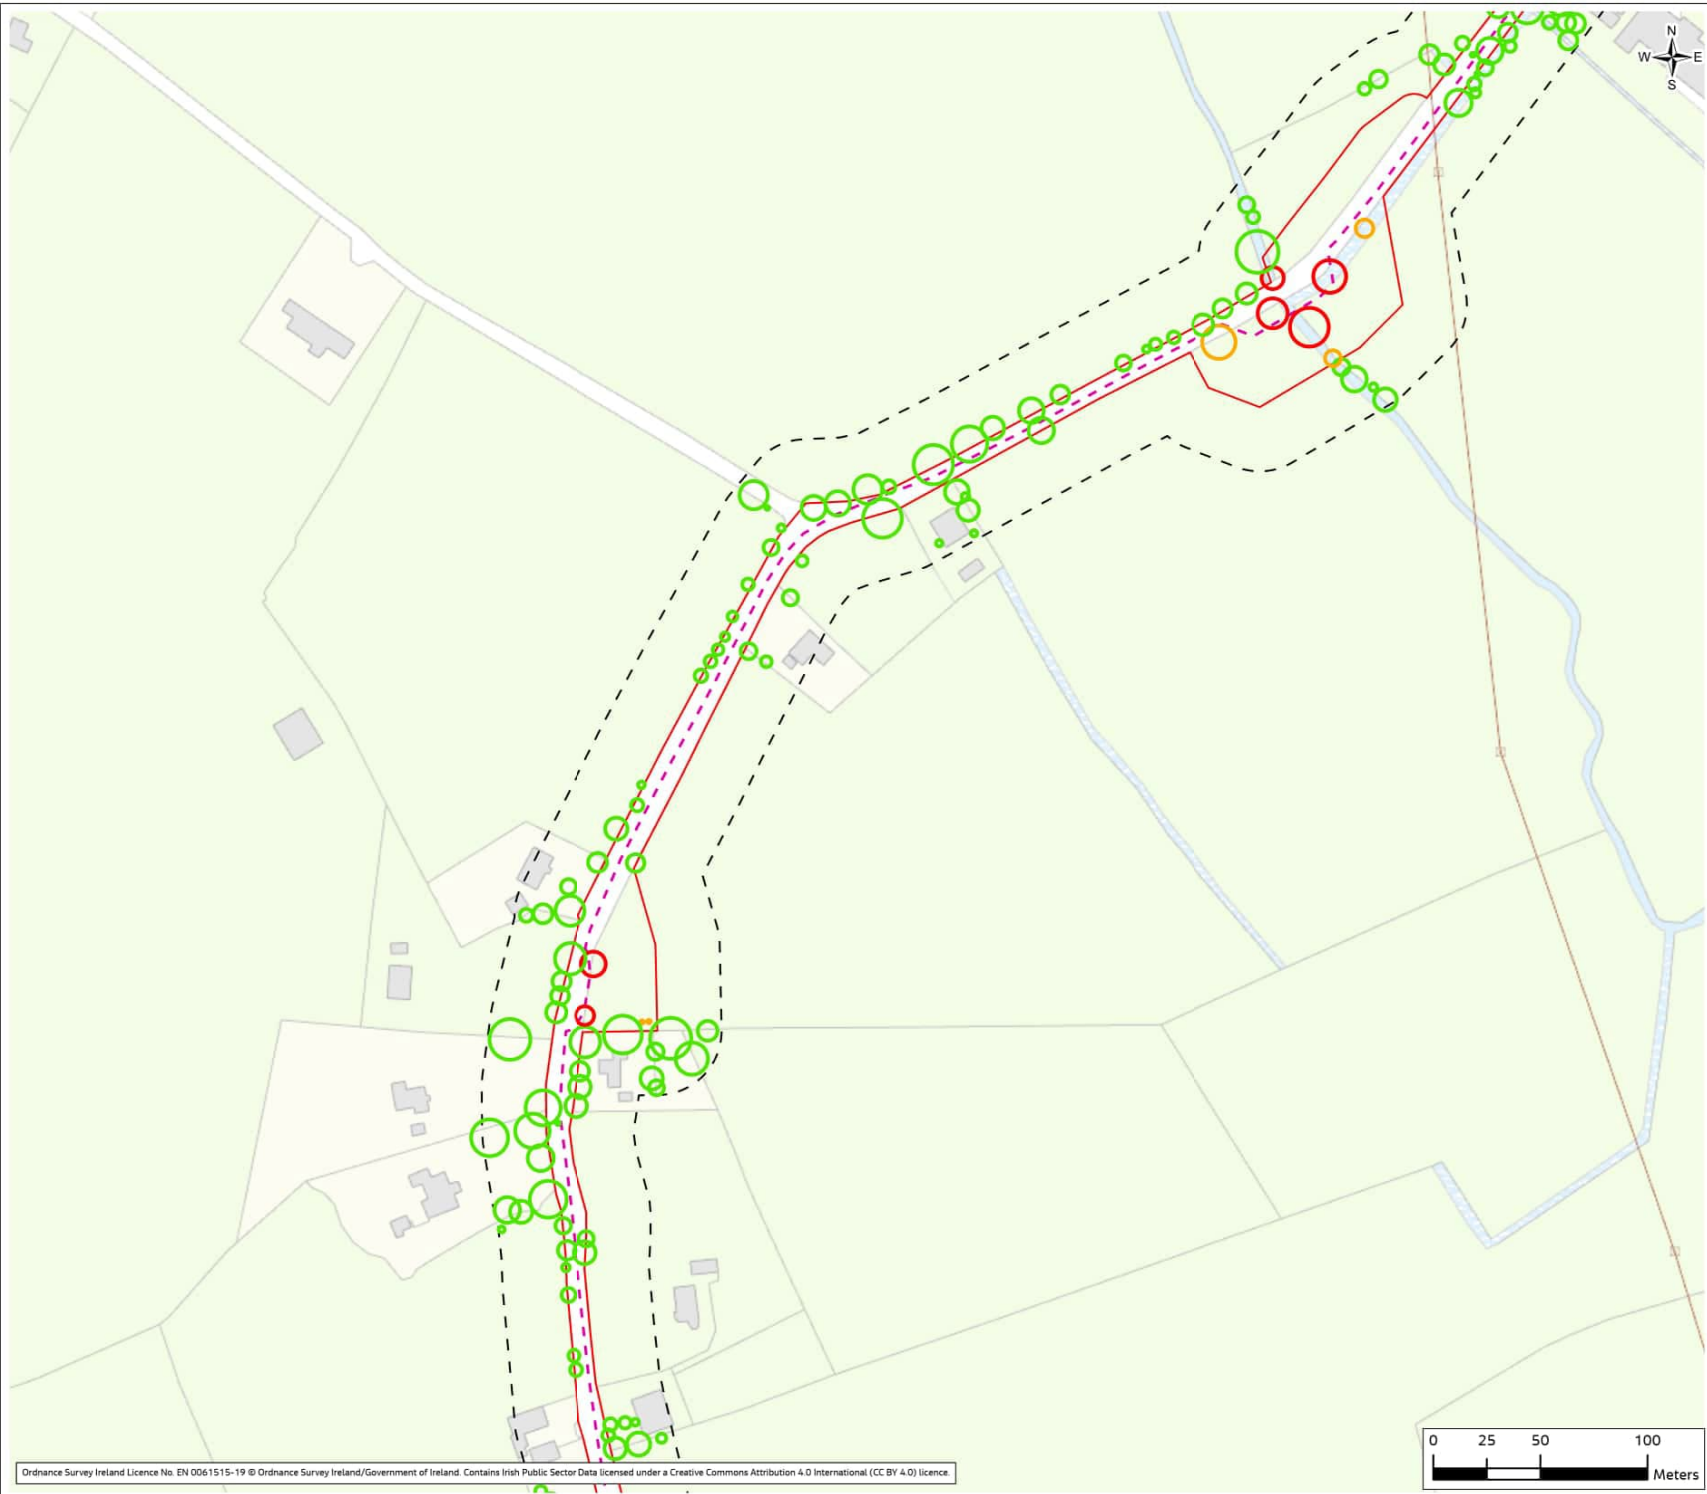 N
W E
S
0 25 50 100
Meters
Ordnance Survey Ireland Licence No. EN 0061515-19 © Ordnance Survey Ireland/Government of Ireland. Contains Irish Public Sector Data licensed under a Creative Commons Attribution 4.0 International (CC BY 4.0) licence.